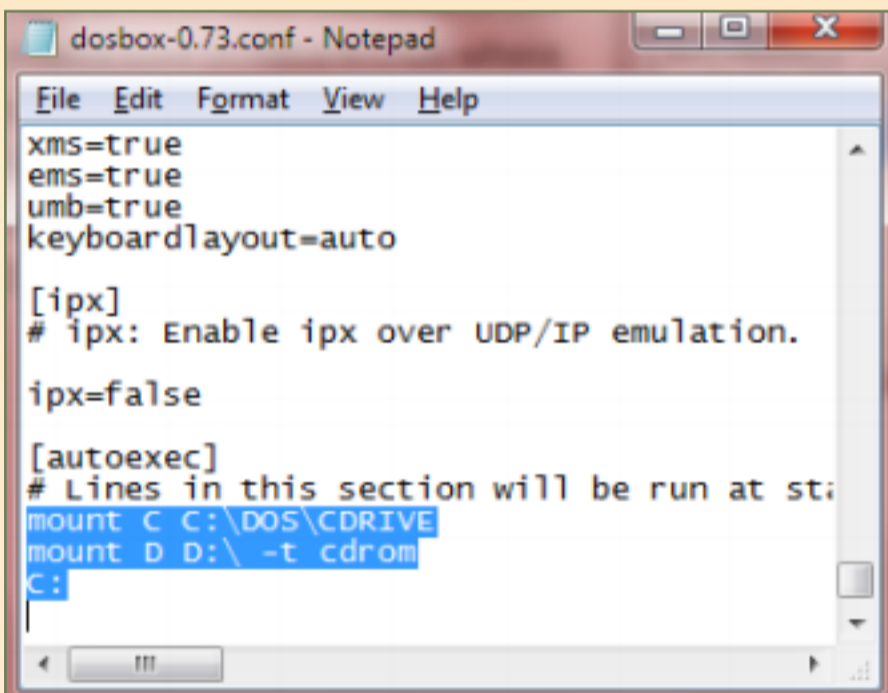 dosbox-0.73.conf - Notepad
File Edit Format View Help
xms=true
ems=true
umb=true
keyboardlayout=auto
[ipx]
# ipx: Enable ipx over UDP/IP emulation.
ipx=false
[autoexec]
# Lines in this section will be run at sta
mount C C:\DOS\CDRIVE
mount D D:\ -t cdrom
C: